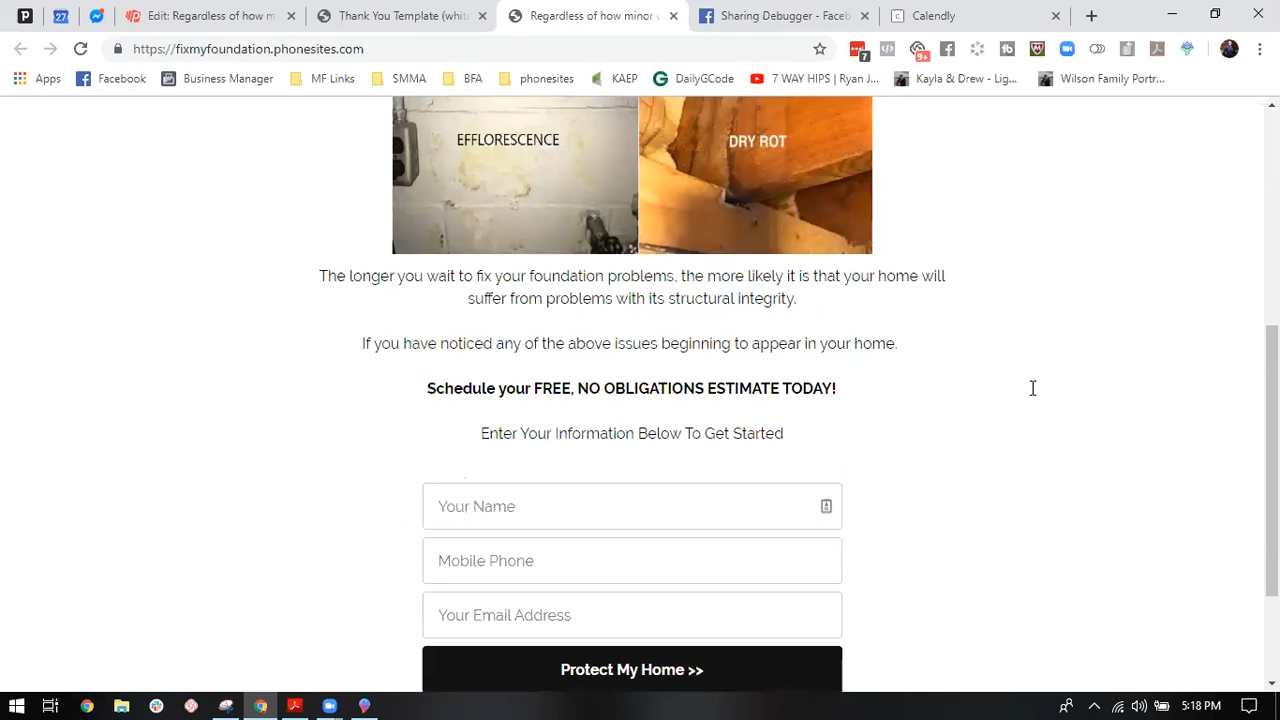 Edit: Regardless of how m
Thank You Template (whit
Regardless of how minor
Sharing Debugger - Faceb
Calendly
https://fixmyfoundation.phonesites.com
7
9+
Apps
Facebook
Business Manager
MF Links
SMMA
BFA
phonesites
KAEP
DailyGCode
7 WAY HIPS | Ryan J...
Kayla & Drew - Lig...
Wilson Family Portr...
EFFLORESCENCE
DRY ROT
The longer you wait to fix your foundation problems, the more likely it is that your home will
suffer from problems with its structural integrity.
If you have noticed any of the above issues beginning to appear in your home.
Schedule your FREE, NO OBLIGATIONS ESTIMATE TODAY!
Enter Your Information Below To Get Started
Your Name
Mobile Phone
Your Email Address
Protect My Home >>
5:18 PM